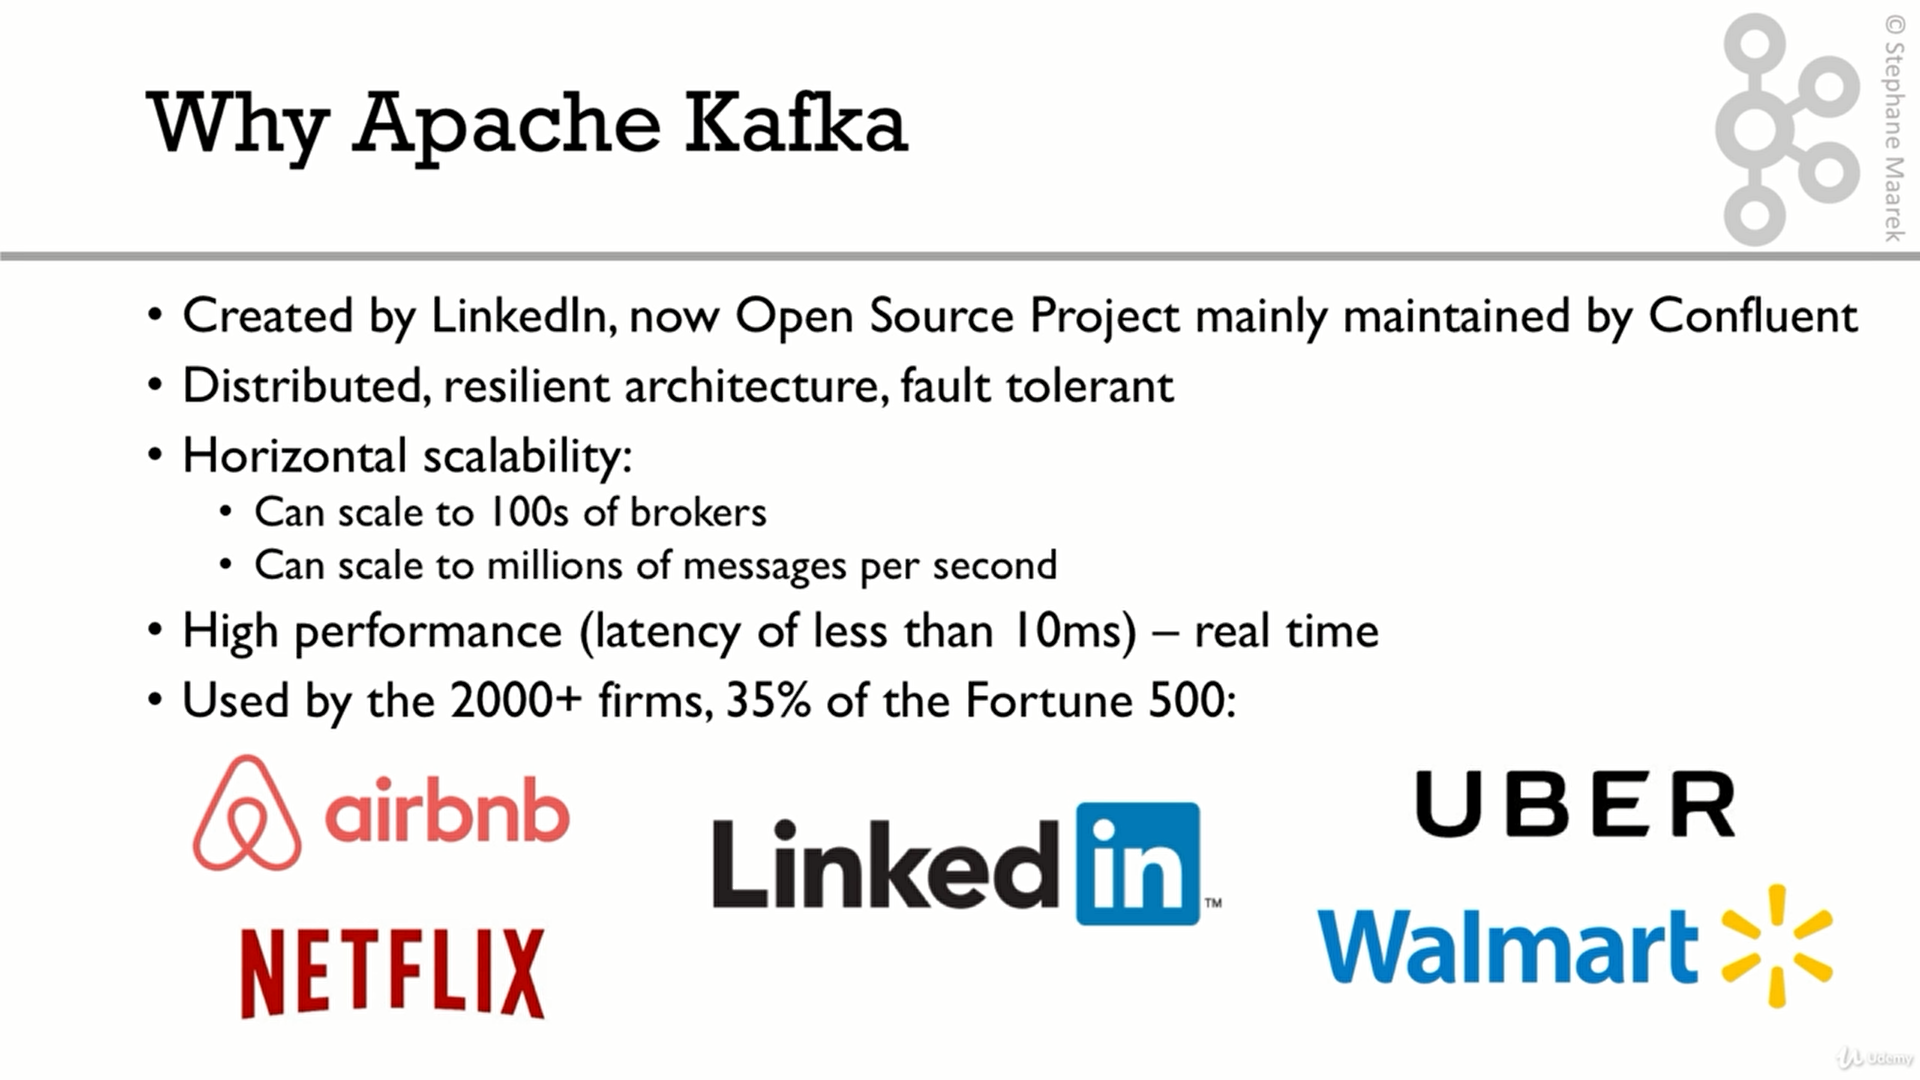 Why Apache Kafka
© Stephane Maarek
• Created by LinkedIn, now Open Source Project mainly maintained by Confluent
• Distributed, resilient architecture, fault tolerant
• Horizontal scalability:
• Can scale to 100s of brokers
• Can scale to millions of messages per second
• High performance (latency of less than 10ms) – real time
• Used by the 2000+ firms, 35% of the Fortune 500:
airbnb
Linked in ™
UBER
NETFLIX
Walmart
Udemy